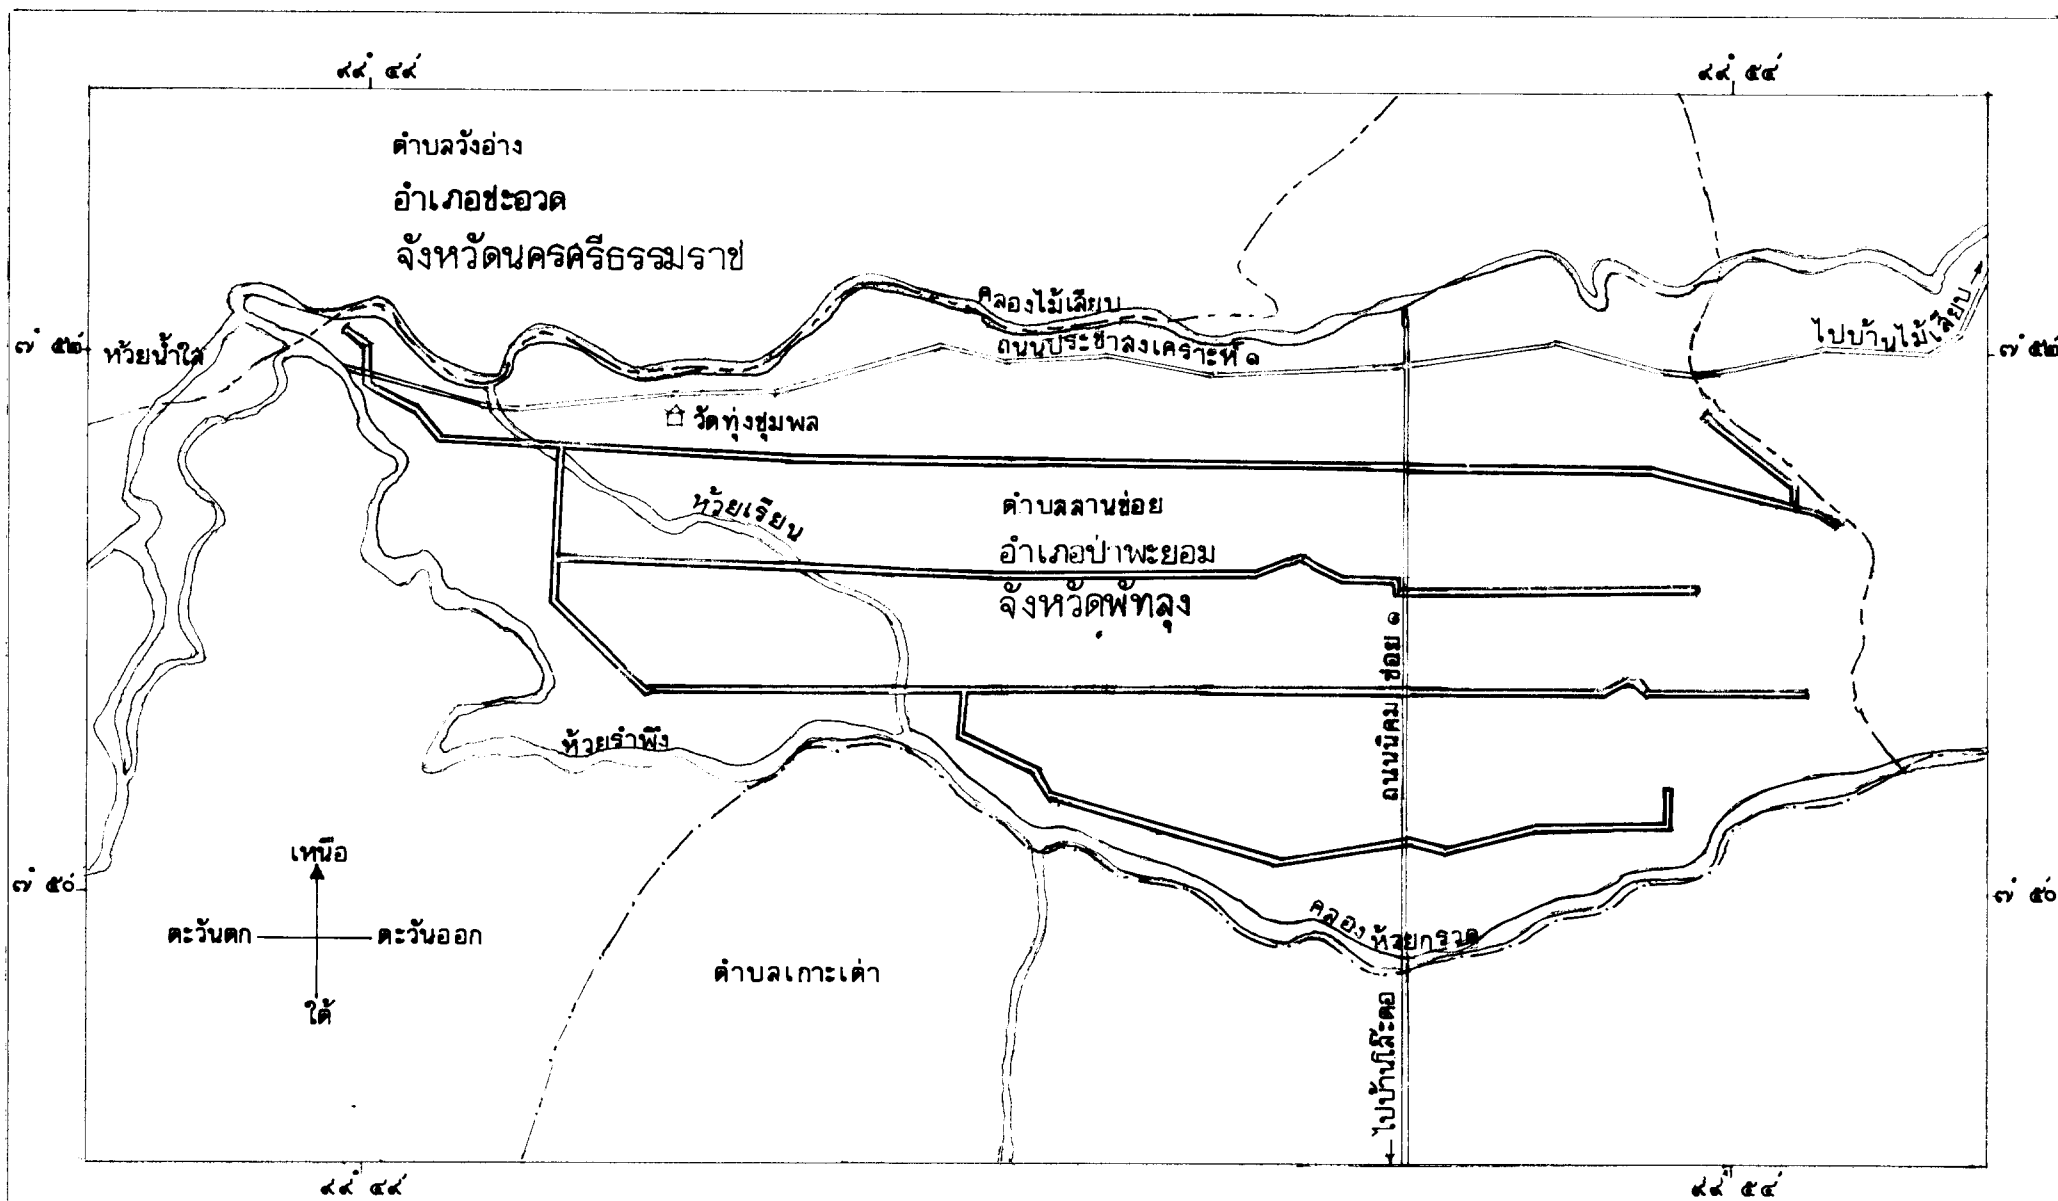 ๙๙° ๔๙'
๙๙° ๕๔'
ตำบลวังอ่าง
อำเภอชะอวด
จังหวัดนครศรีธรรมราช
คลองไม้เสียบ
ถนนประชาสงเคราะห์ ๑
ไปบ้านไม้เสียบ
๗° ๕๒'
๗° ๕๒'
ห้วยน้ำใส
วัดทุ่งชุมพล
ห้วยเรียน
ตำบลลานข่อย
อำเภอป่าพะยอม
จังหวัดพัทลุง
ถนนนิคม ซอย ๑
ห้วยรำพึง
เหนือ
ตะวันตก
ตะวันออก
ใต้
๗° ๕๐'
๗° ๕๐'
คลองห้วยกรวด
ตำบลเกาะเต่า
ไปบ้านโล๊ะตอ
๙๙° ๔๙'
๙๙° ๕๔'